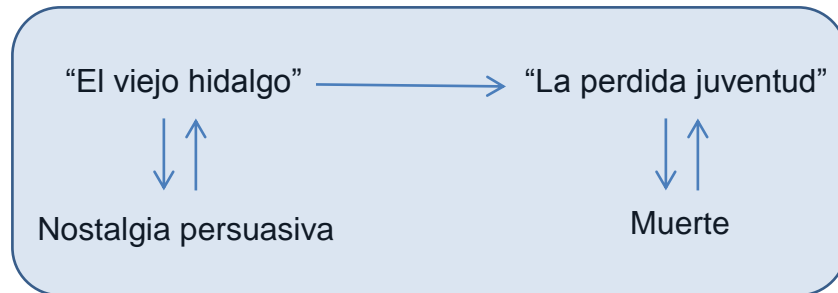 “El viejo hidalgo”
“La perdida juventud”
Nostalgia persuasiva
Muerte